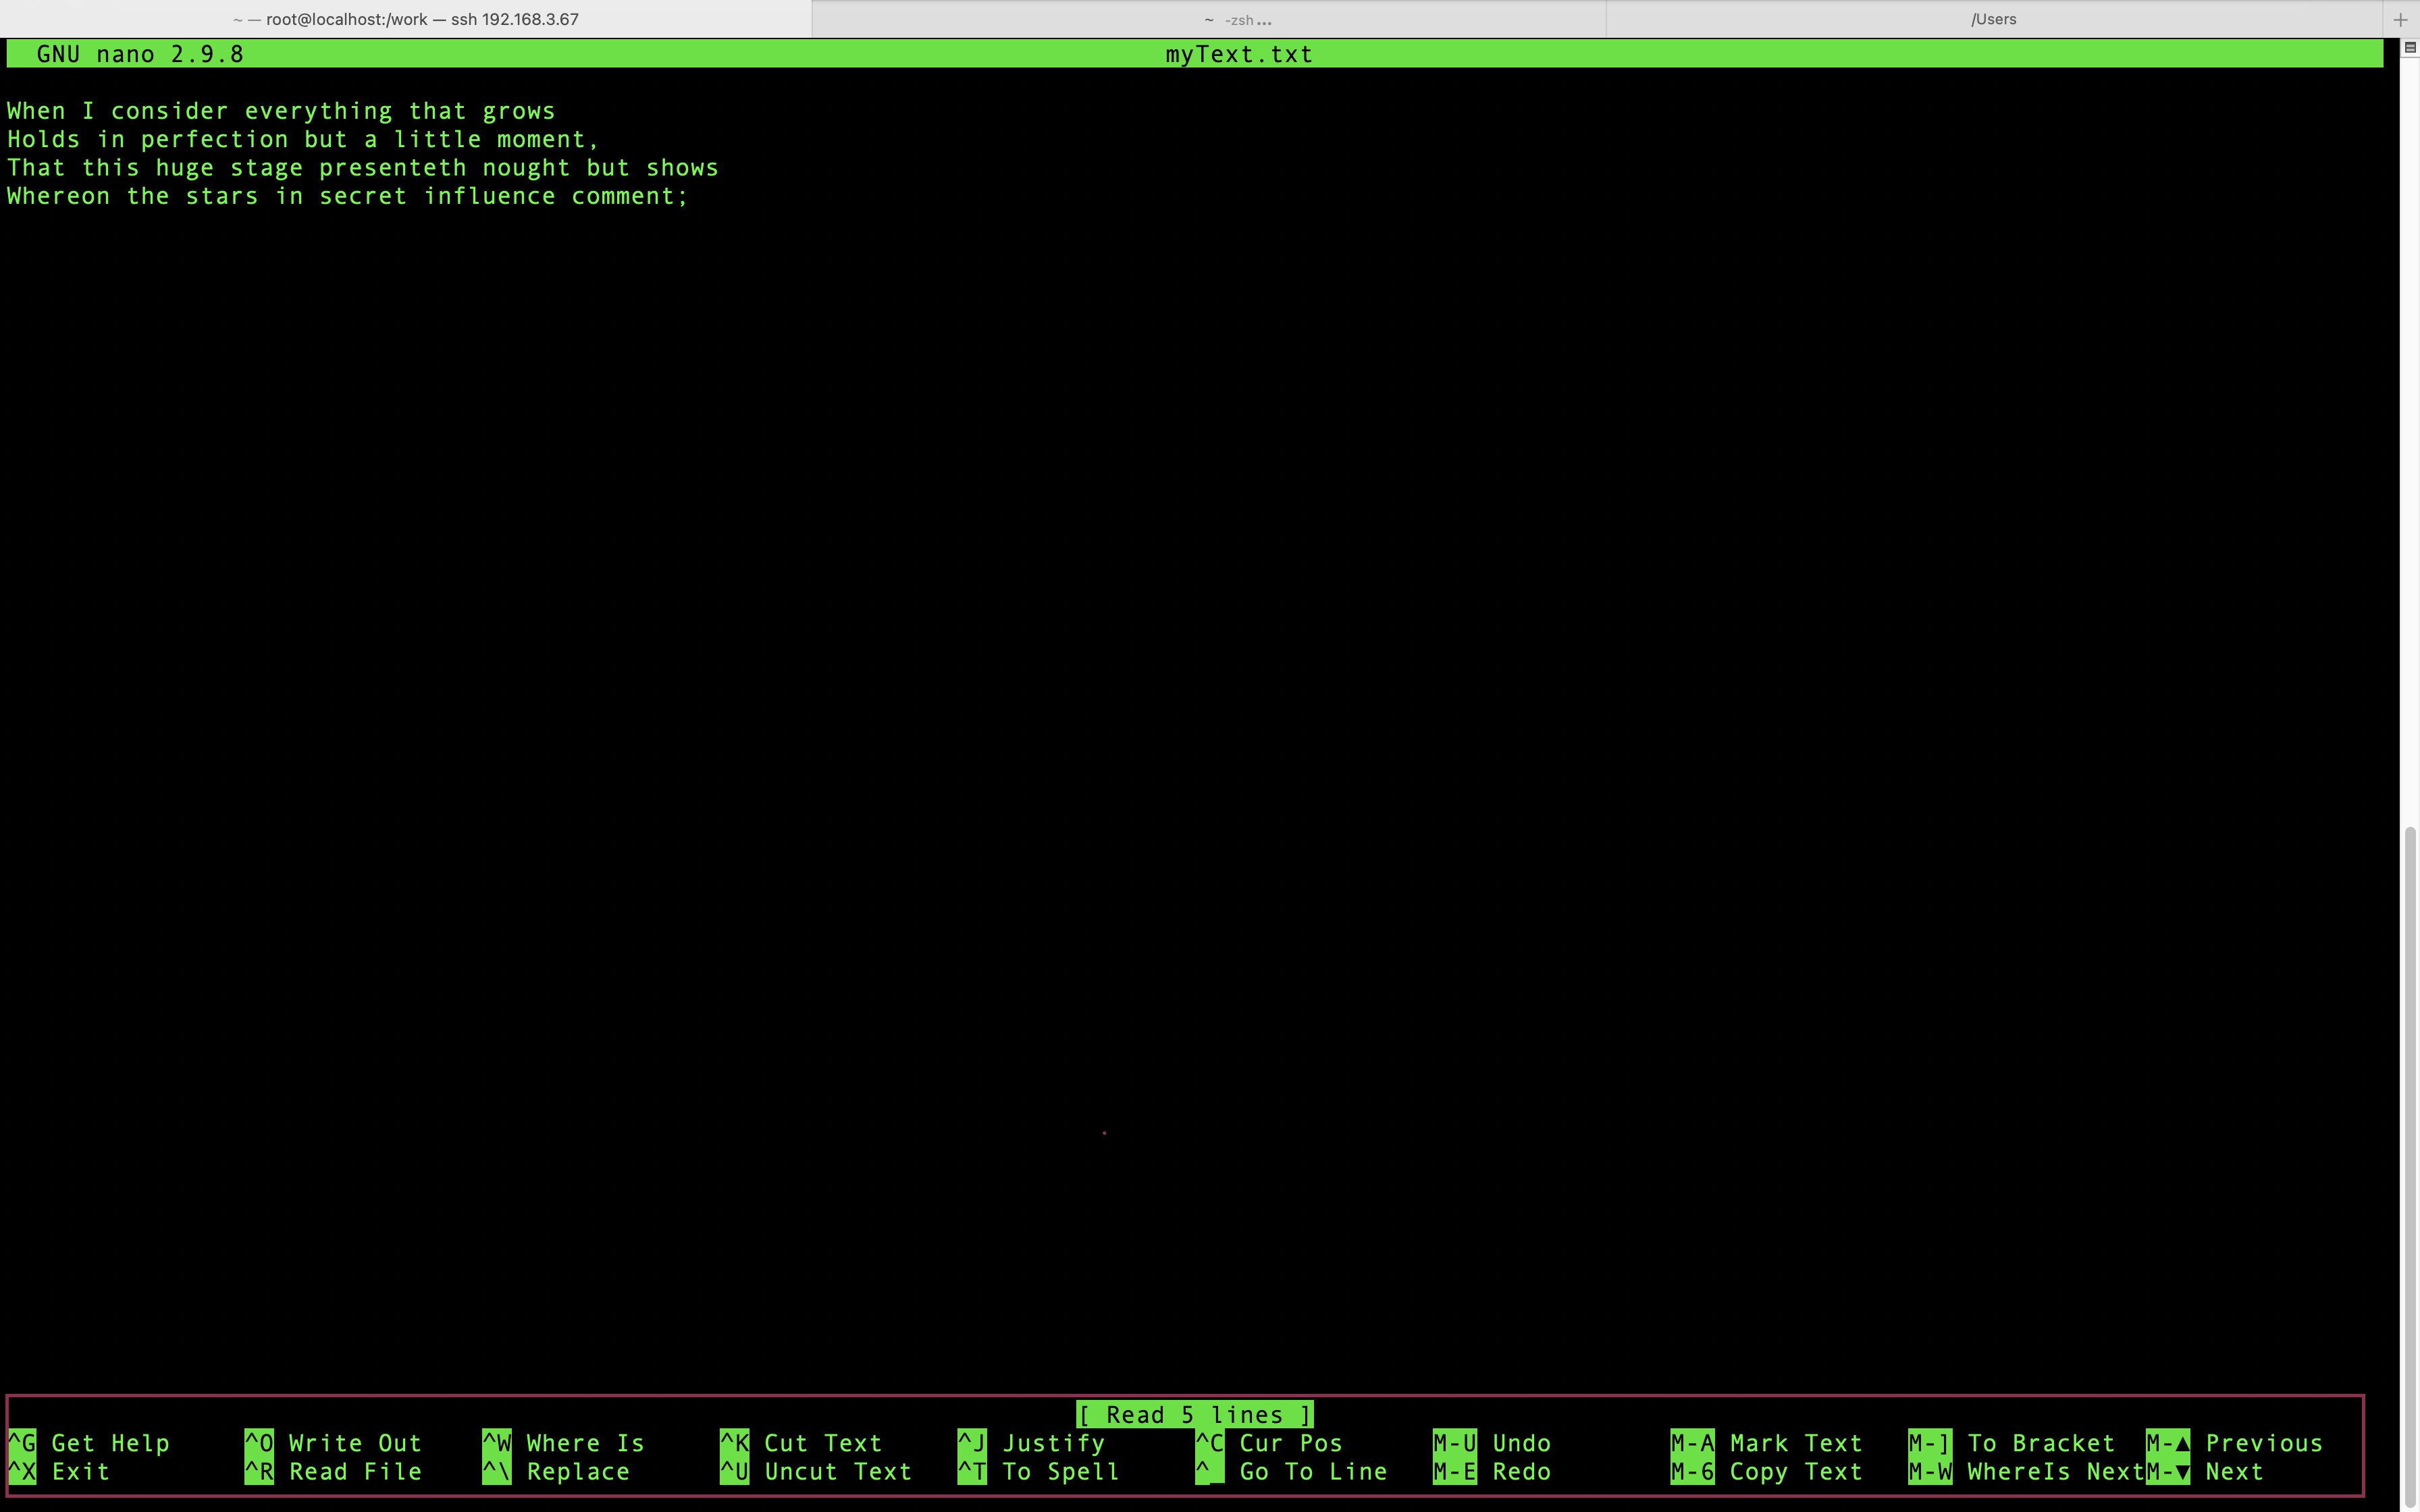 ~ — root@localhost:/work — ssh 192.168.3.67
~ -zsh...
/Users
+
GNU nano 2.9.8 myText.txt
When I consider everything that grows
Holds in perfection but a little moment,
That this huge stage presenteth nought but shows
Whereon the stars in secret influence comment;
[ Read 5 lines ]
^G Get Help ^O Write Out ^W Where Is ^K Cut Text ^J Justify ^C Cur Pos M-U Undo M-A Mark Text M-] To Bracket M-▲ Previous
^X Exit ^R Read File ^\ Replace ^U Uncut Text ^T To Spell ^_ Go To Line M-E Redo M-6 Copy Text M-W WhereIs Next M-▼ Next